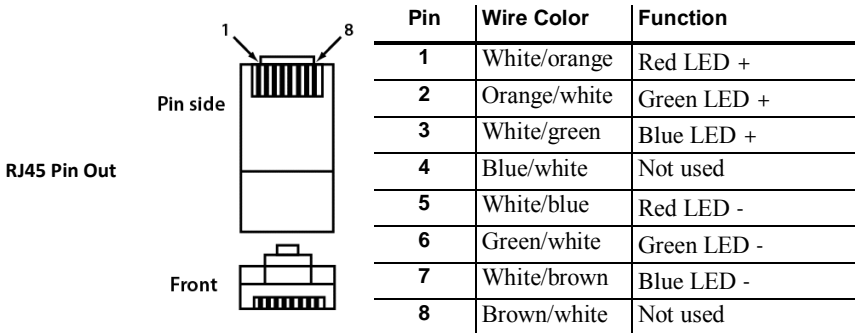 RJ45 Pin Out
Pin side
1
8
Front
Pin Wire Color Function
1 White/orange Red LED +
2 Orange/white Green LED +
3 White/green Blue LED +
4 Blue/white Not used
5 White/blue Red LED -
6 Green/white Green LED -
7 White/brown Blue LED -
8 Brown/white Not used